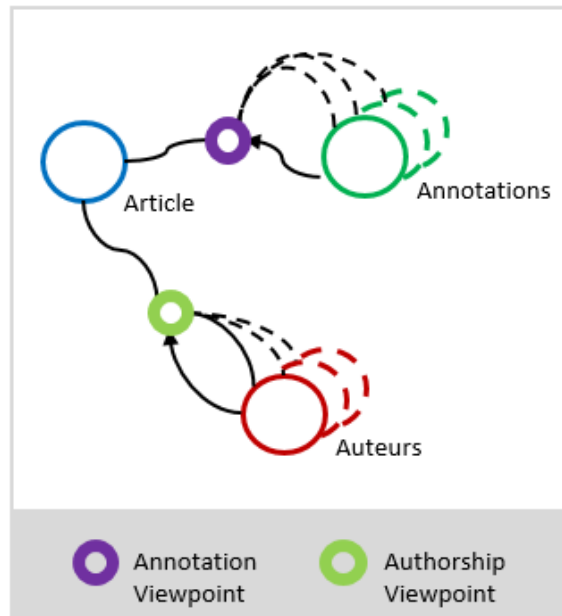 Article
Annotations
Auteurs
Annotation
Viewpoint
Authorship
Viewpoint